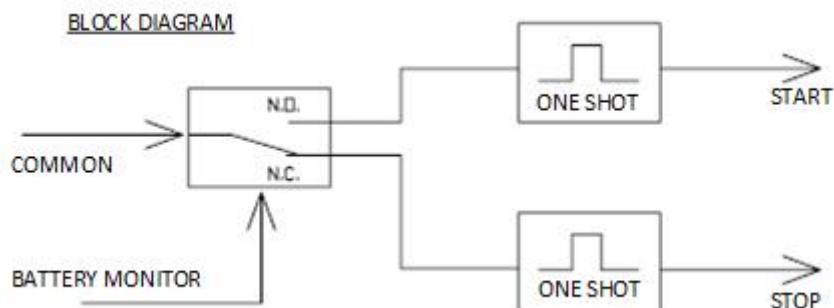 BLOCK DIAGRAM
N.O.
ONE SHOT
START
COMMON
N.C.
BATTERY MONITOR
ONE SHOT
STOP